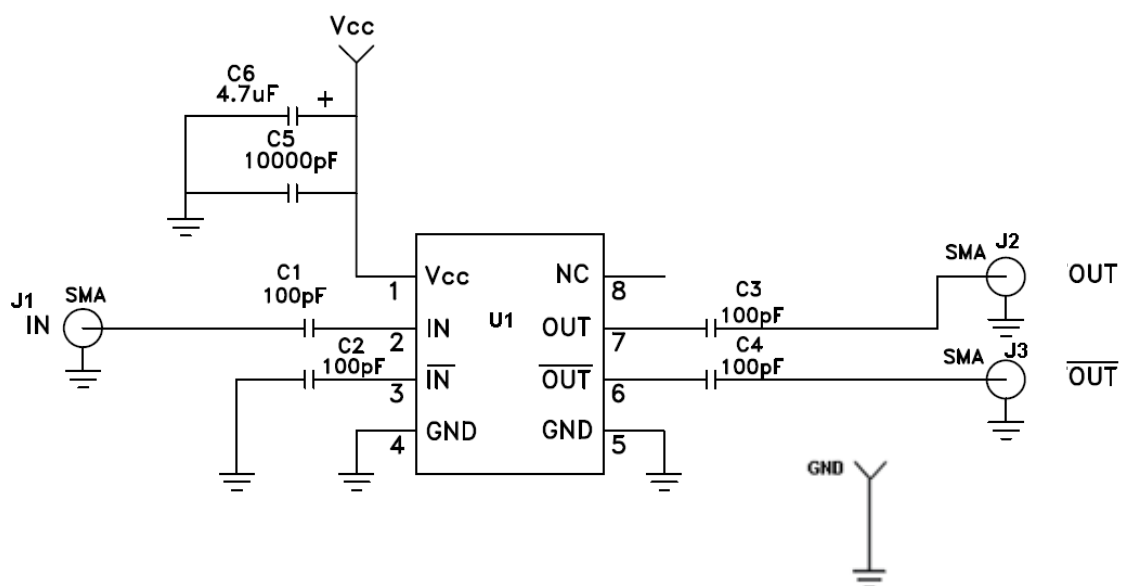 Vcc
C6
4.7uF
+
C5
10000pF
C1
100pF
J1
SMA
IN
C2
100pF
1
Vcc
2
IN
3
IN
4
GND
U1
NC
8
OUT
7
OUT
6
GND
5
C3
100pF
C4
100pF
SMA
J2
OUT
SMA
J3
OUT
GND